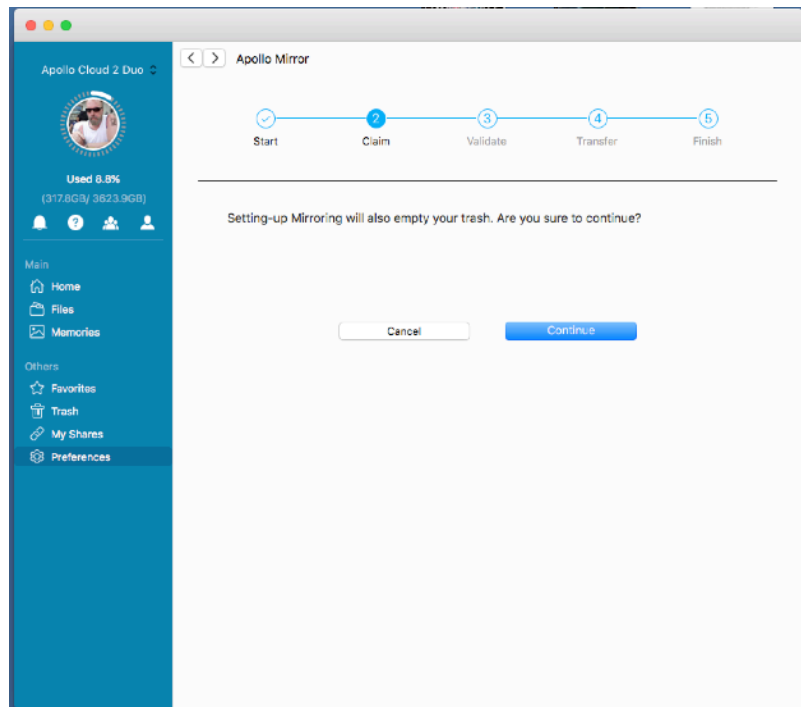 Apollo Mirror
Apollo Cloud 2 Duo
Used 8.8%
(317.8GB/ 3623.9GB)
Main
Home
Files
Memories
Others
Favorites
Trash
My Shares
Preferences
2
3
4
5
Start
Claim
Validate
Transfer
Finish
Setting-up Mirroring will also empty your trash. Are you sure to continue?
Cancel
Continue